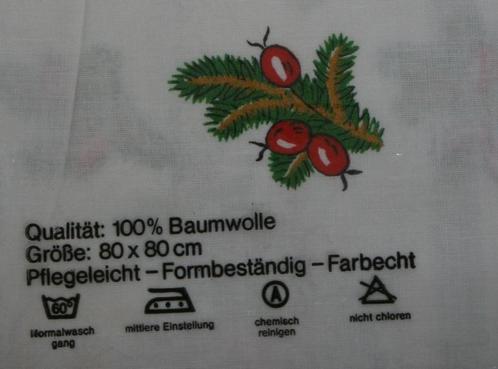 Qualität: 100% Baumwolle
Größe: 80 x 80 cm
Pflegeleicht – Formbeständig – Farbecht
60°
Normalwasch
gang
mittlere Einstellung
A
chemisch
reinigen
nicht chloren